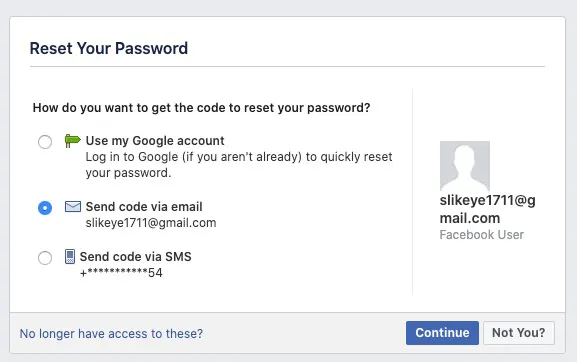 Reset Your Password
How do you want to get the code to reset your password?
Use my Google account
Log in to Google (if you aren't already) to quickly reset
your password.
Send code via email
slikeye1711@gmail.com
Send code via SMS
+***********54
slikeye1711@g
mail.com
Facebook User
No longer have access to these?
Continue
Not You?